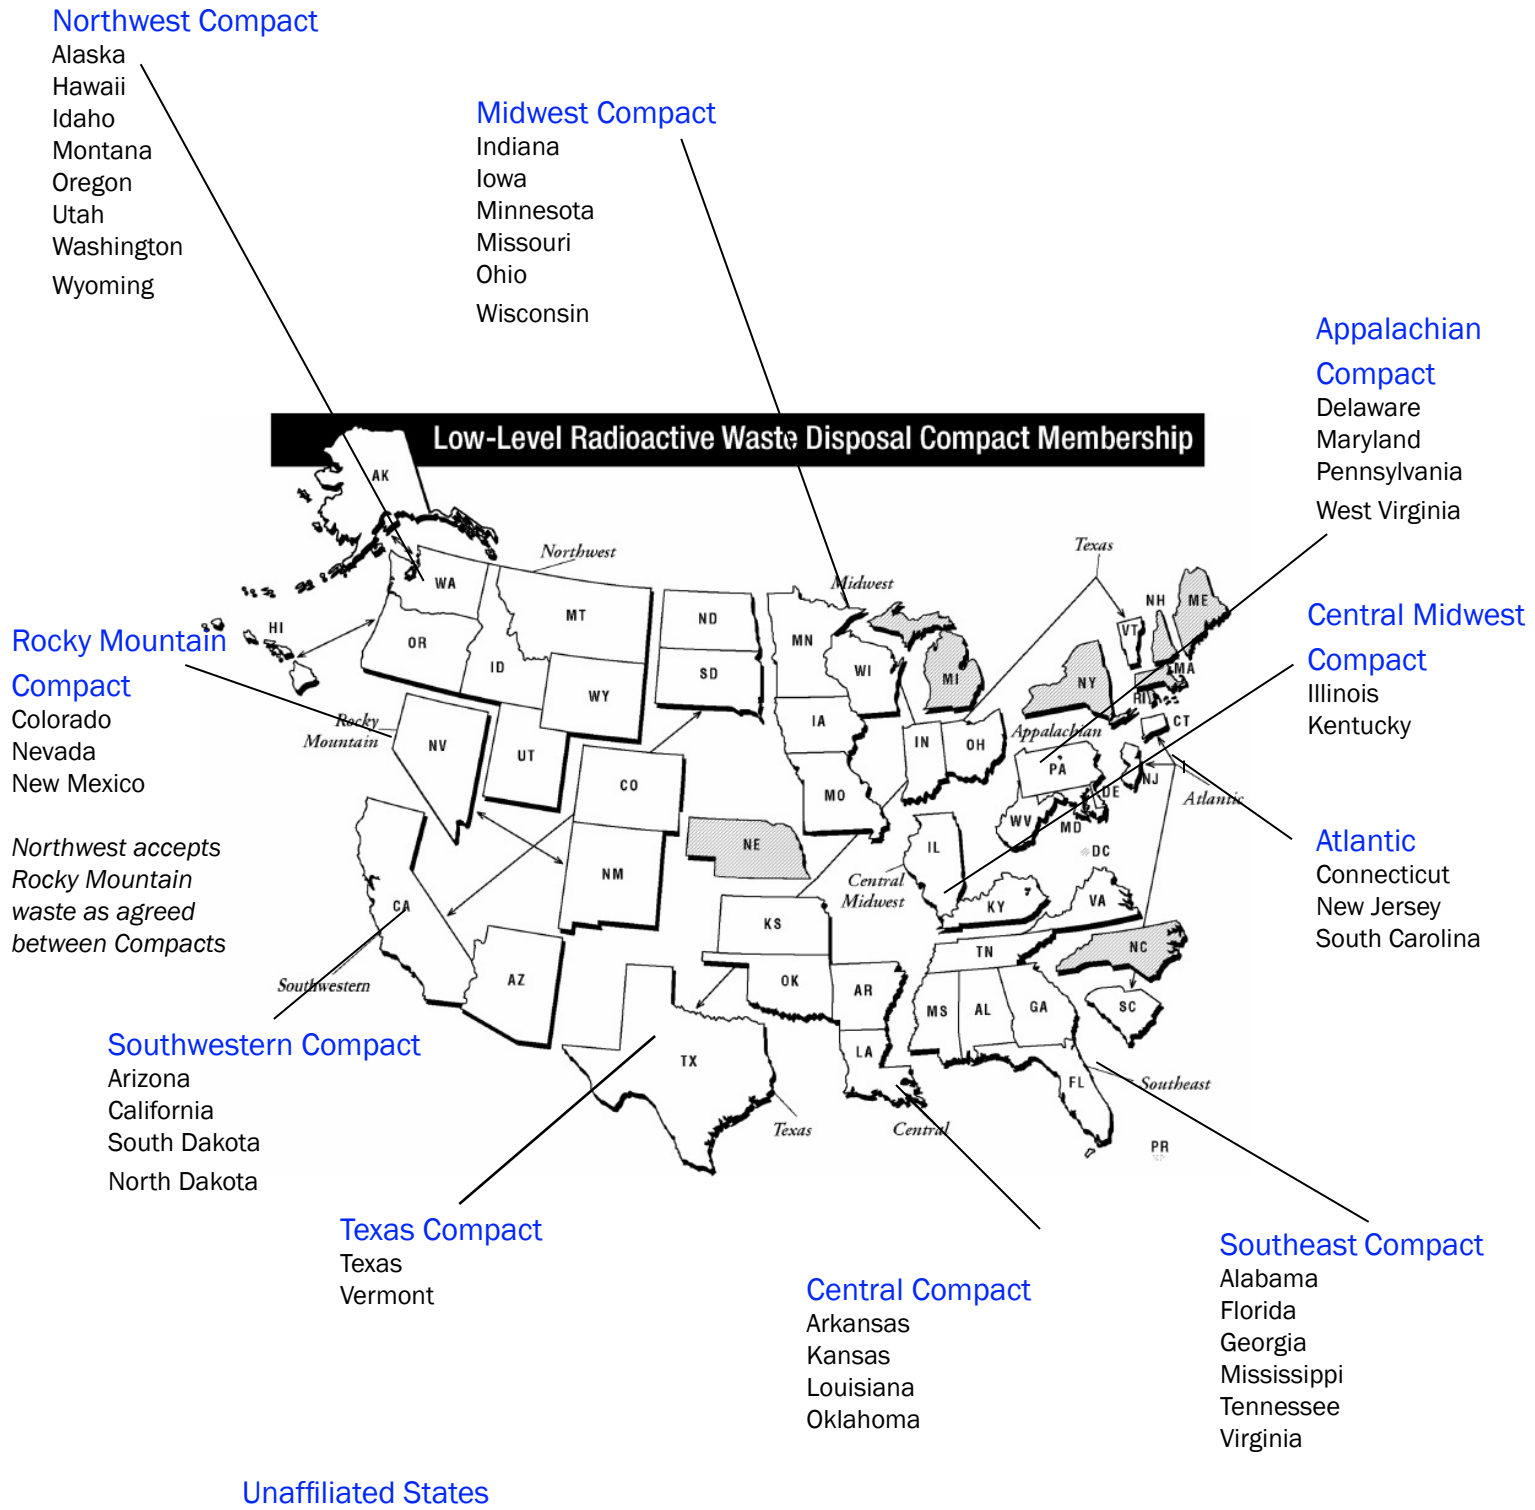 Northwest Compact
Alaska
Hawaii
Idaho
Montana
Oregon
Utah
Washington
Wyoming
Midwest Compact
Indiana
Iowa
Minnesota
Missouri
Ohio
Wisconsin
Appalachian
Compact
Delaware
Maryland
Pennsylvania
West Virginia
Low-Level Radioactive Waste Disposal Compact Membership
AK
Northwest
Texas
Midwest
WA
MT
ND
MN
VT
NH
ME
HI
OR
ID
SD
WI
MI
NY
MA
RI
WY
Rocky
Mountain
NV
UT
IA
IN
OH
Appalachian
CT
CO
MO
PA
NJ
DE
Atlantic
WV
MD
NE
IL
DC
NM
Central
Midwest
CA
KS
KY
VA
TN
NC
Southwestern
AZ
OK
AR
MS
AL
GA
SC
TX
LA
FL
Southeast
Texas
Central
PR
Central Midwest
Compact
Illinois
Kentucky
Rocky Mountain
Compact
Colorado
Nevada
New Mexico
Northwest accepts
Rocky Mountain
waste as agreed
between Compacts
Atlantic
Connecticut
New Jersey
South Carolina
Southwestern Compact
Arizona
California
South Dakota
North Dakota
Texas Compact
Texas
Vermont
Central Compact
Arkansas
Kansas
Louisiana
Oklahoma
Southeast Compact
Alabama
Florida
Georgia
Mississippi
Tennessee
Virginia
Unaffiliated States